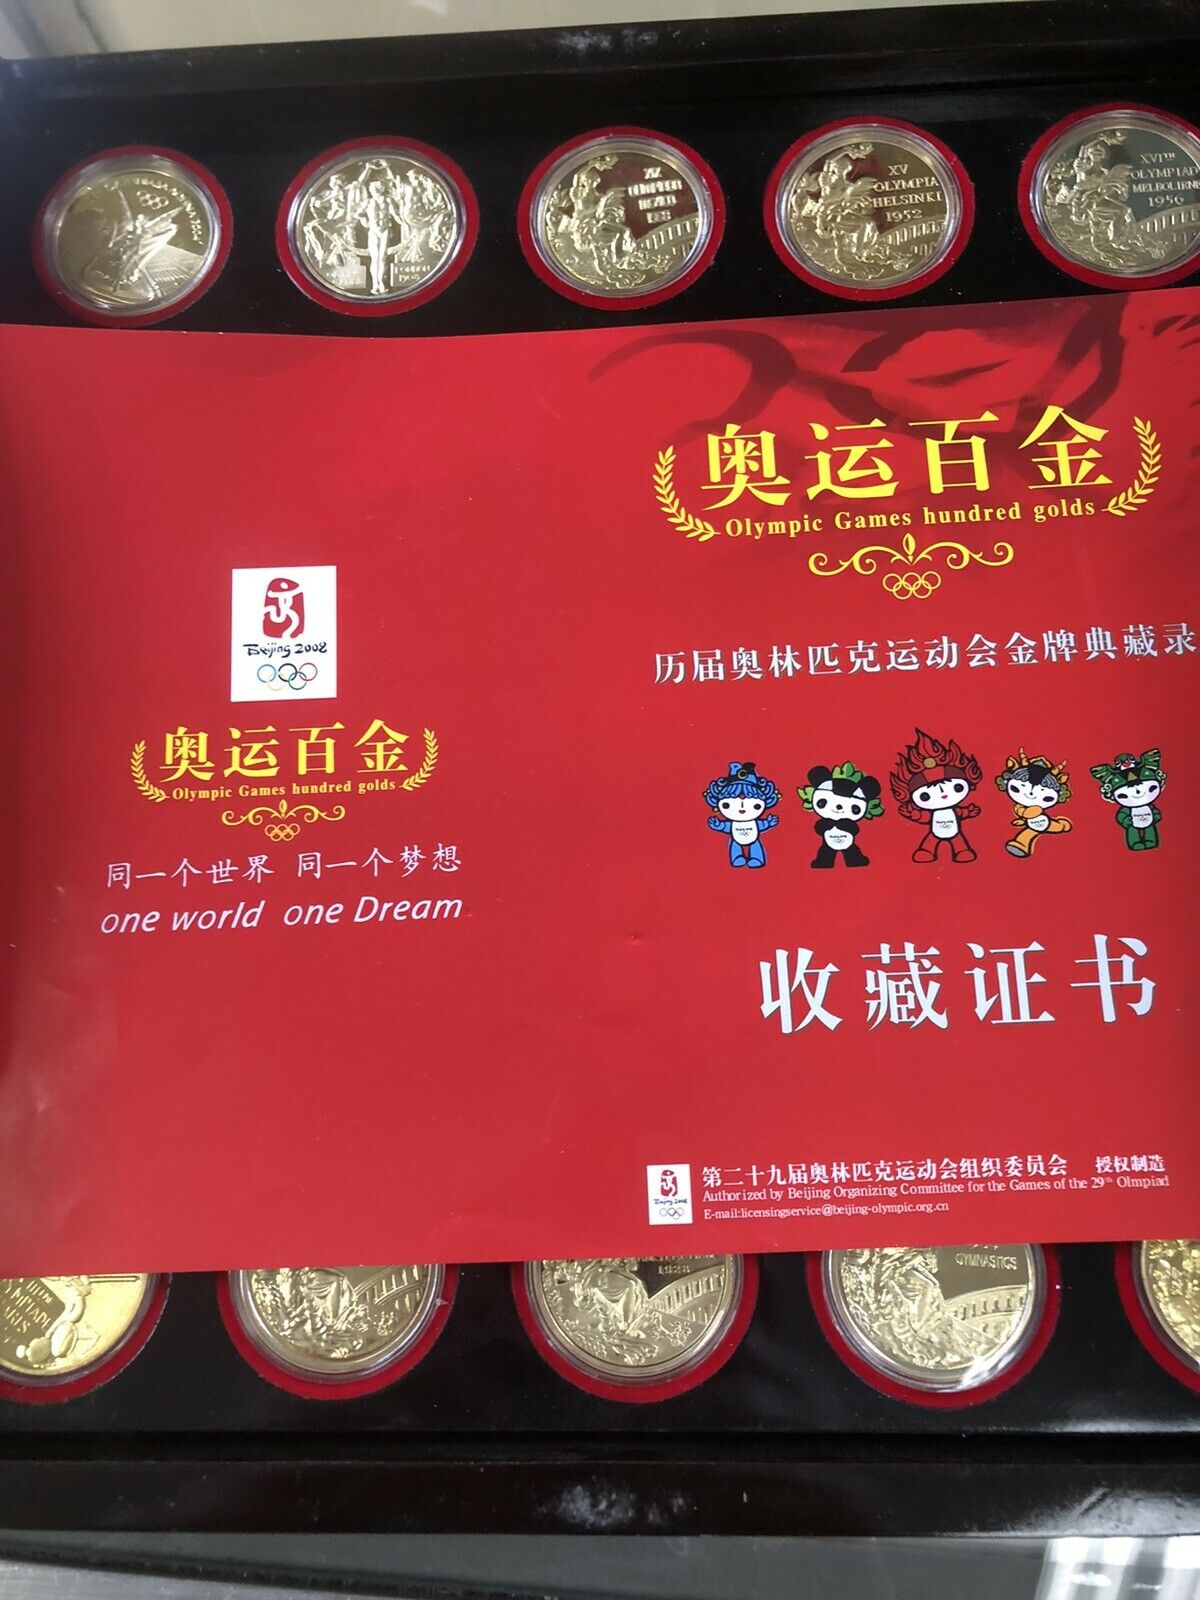 XV
OLYMPIA
HELSINKI
1952
XVITH
OLYMPIAD
MELBOURNE
1956
奥运百金
Olympic Games hundred golds
历届奥林匹克运动会金牌典藏录
Beijing 2008
奥运百金
Olympic Games hundred golds
同一个世界 同一个梦想
one world one Dream
收藏证书
Beijing 2008
第二十九届奥林匹克运动会组织委员会 授权制造
Authorized by Beijing Organizing Committee for the Games of the 29th Olmpiad
E-mail:licensingservice@beijing-olympic.org.cn
1928
GYMNASTICS